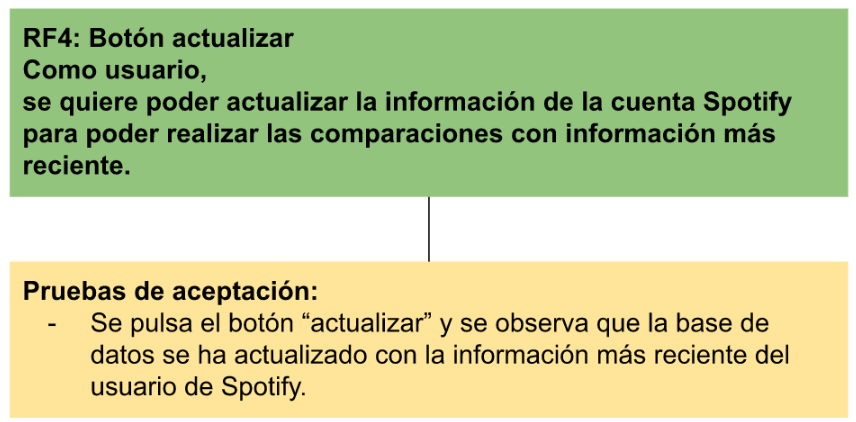 RF4: Botón actualizar
Como usuario,
se quiere poder actualizar la información de la cuenta Spotify
para poder realizar las comparaciones con información más
reciente.
Pruebas de aceptación:
- Se pulsa el botón “actualizar” y se observa que la base de
datos se ha actualizado con la información más reciente del
usuario de Spotify.